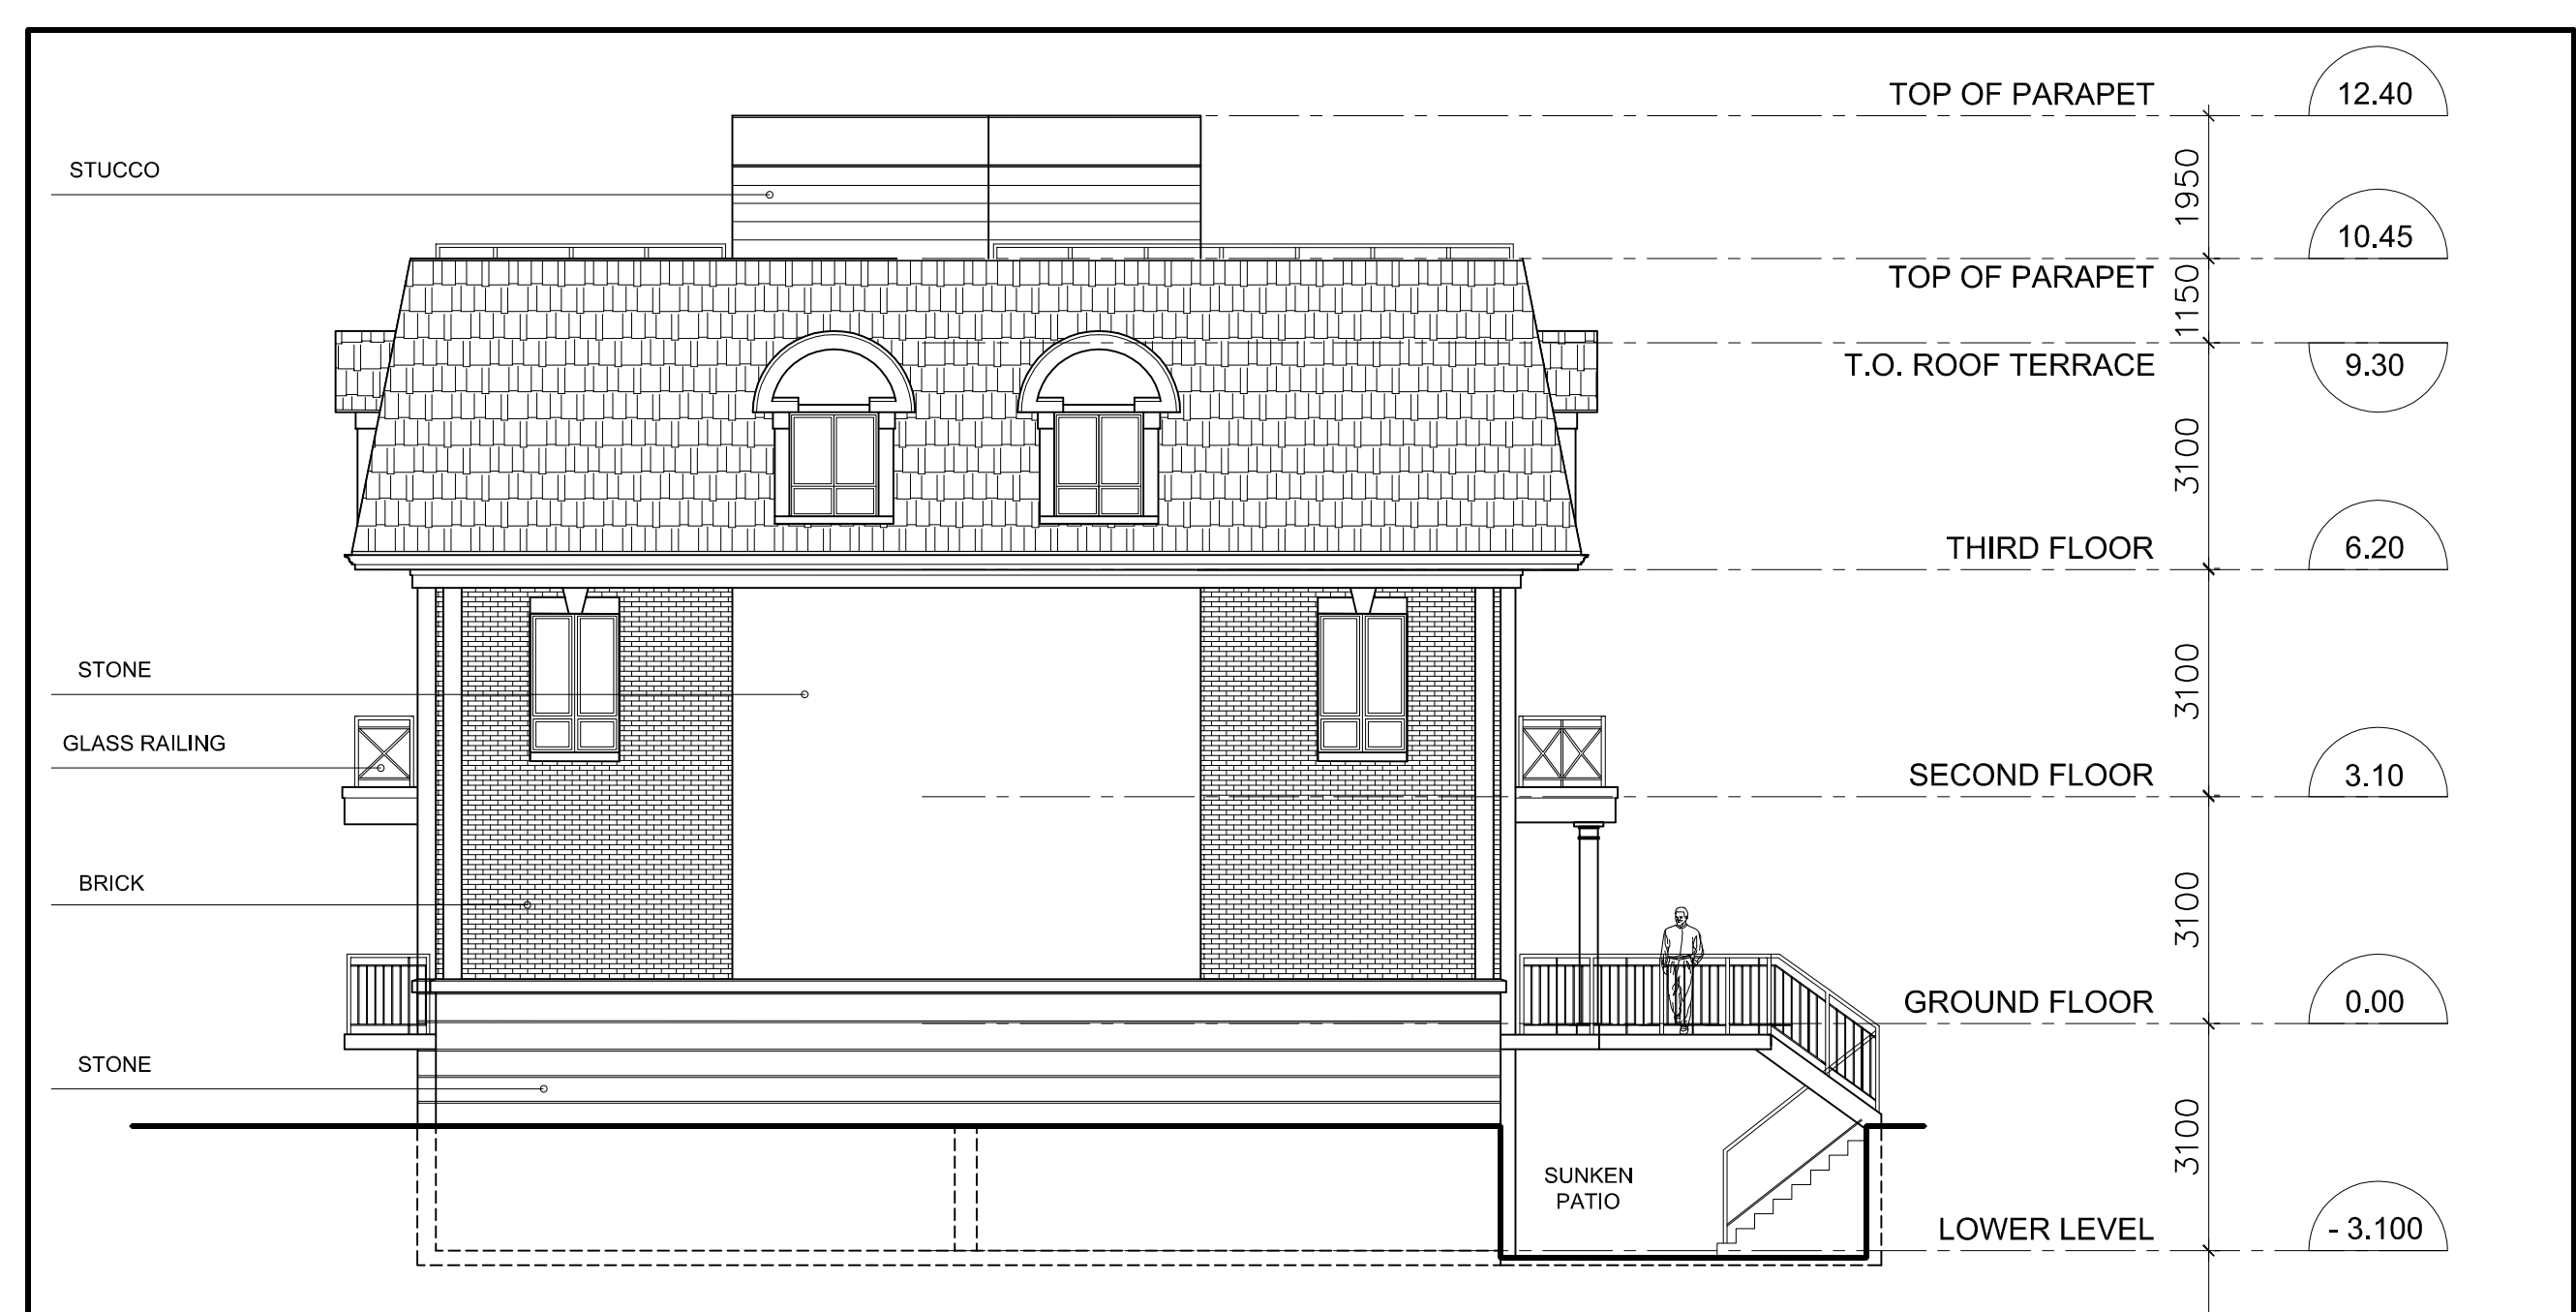 TOP OF PARAPET 12.40
STUCCO
1950
10.45
TOP OF PARAPET
1150
T.O. ROOF TERRACE 9.30
3100
THIRD FLOOR 6.20
STONE
3100
GLASS RAILING
SECOND FLOOR 3.10
BRICK
3100
GROUND FLOOR 0.00
STONE
3100
SUNKEN
PATIO
LOWER LEVEL - 3.100